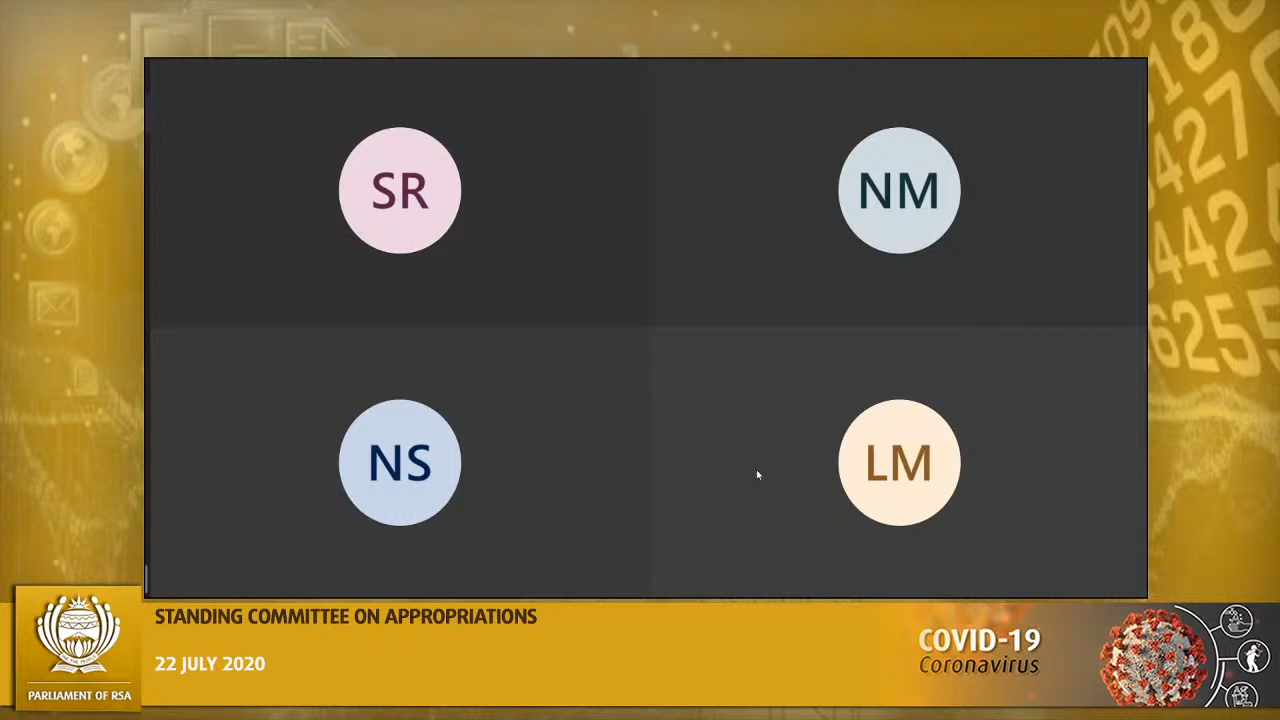 SR
NM
NS
LM
STANDING COMMITTEE ON APPROPRIATIONS
22 JULY 2020
PARLIAMENT OF RSA
COVID-19
Coronavirus